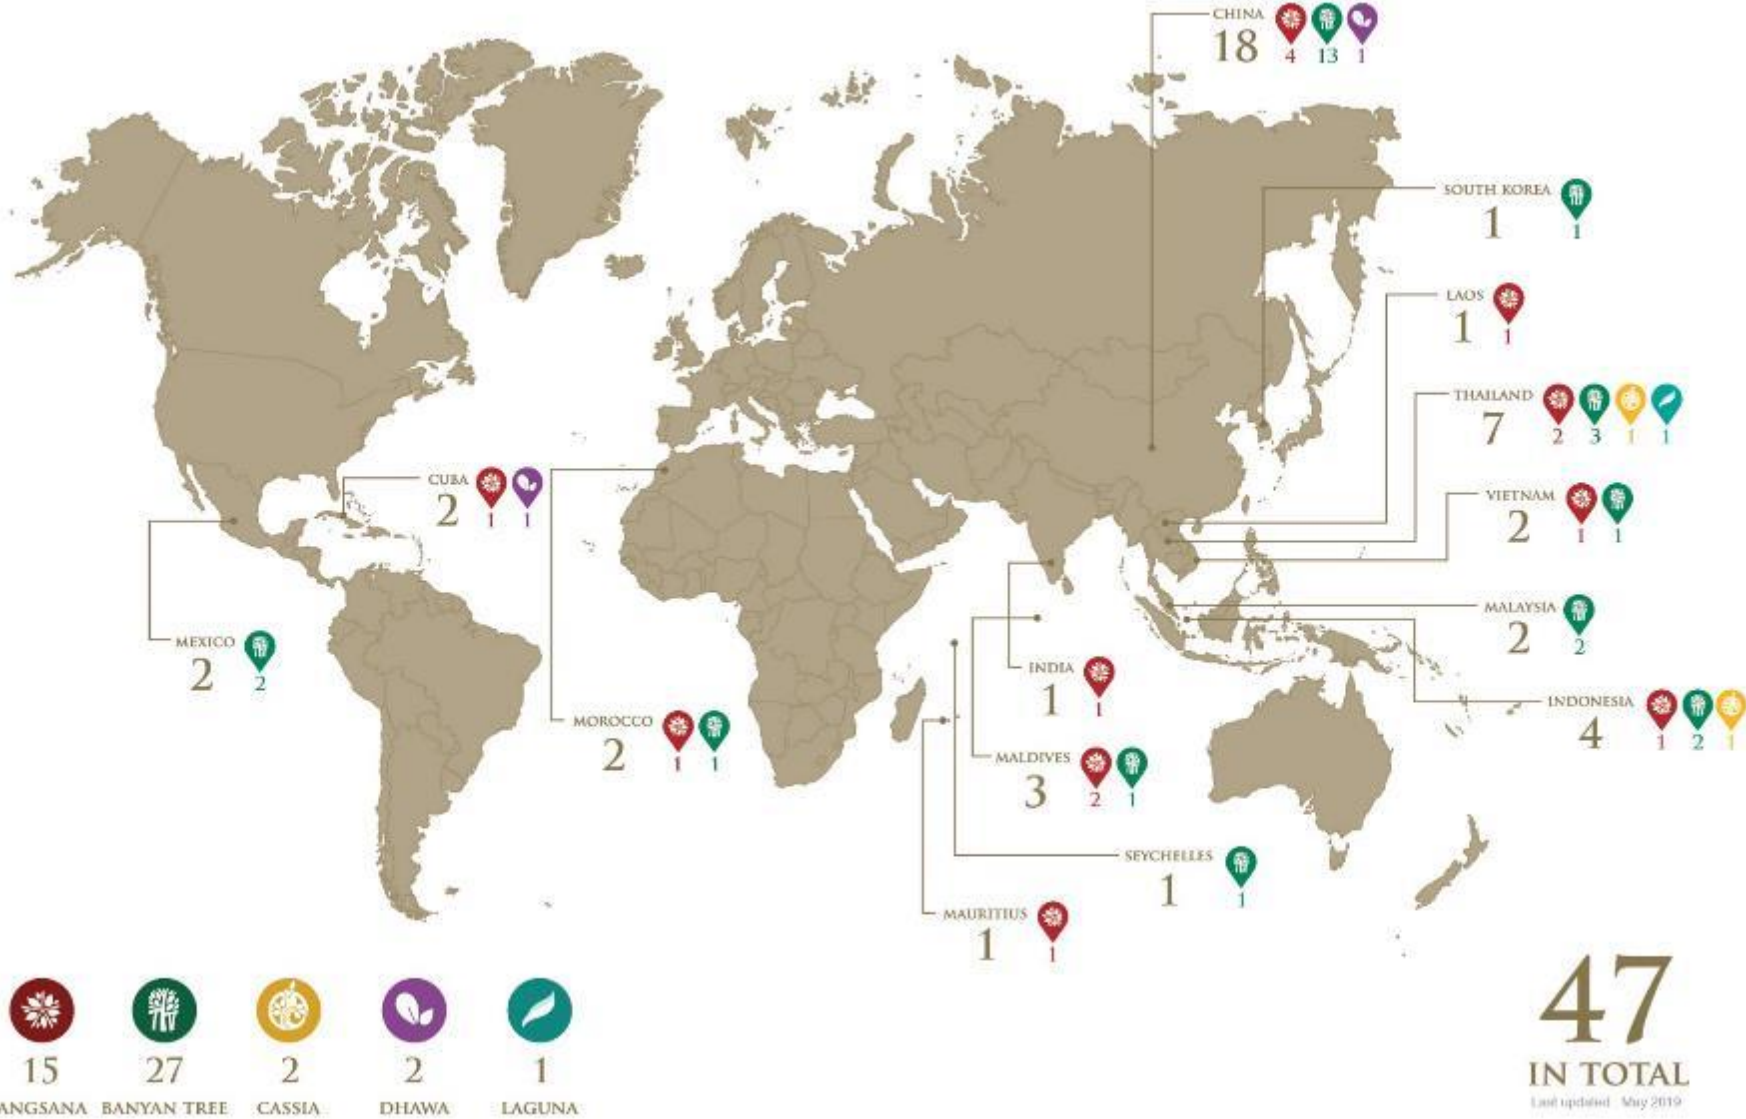 CHINA
18 4 13 1
SOUTH KOREA
1 1
LAOS
1 1
THAILAND
7 2 3 1 1
CUBA
2 1 1
VIETNAM
2 1 1
MALAYSIA
2 2
MEXICO
2 2
INDIA
1 1
INDONESIA
4 1 2 1
MOROCCO
2 1 1
MALDIVES
3 2 1
SEYCHELLES
1 1
MAURITIUS
1 1
47
IN TOTAL
Last updated May 2019
15 27 2 2 1
ANGSANA BANYAN TREE CASSIA DHAWA LAGUNA